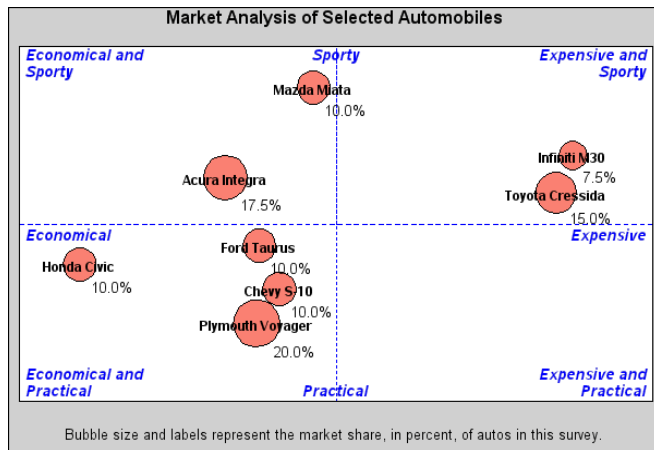 Market Analysis of Selected Automobiles
Economical and
Sporty
Sporty
Expensive and
Sporty
Mazda Miata
10.0%
Infiniti M30
7.5%
Acura Integra
17.5%
Toyota Cressida
15.0%
Economical
Expensive
Ford Taurus
10.0%
Honda Civic
10.0%
Chevy S-10
10.0%
Plymouth Voyager
20.0%
Economical and
Practical
Practical
Expensive and
Practical
Bubble size and labels represent the market share, in percent, of autos in this survey.